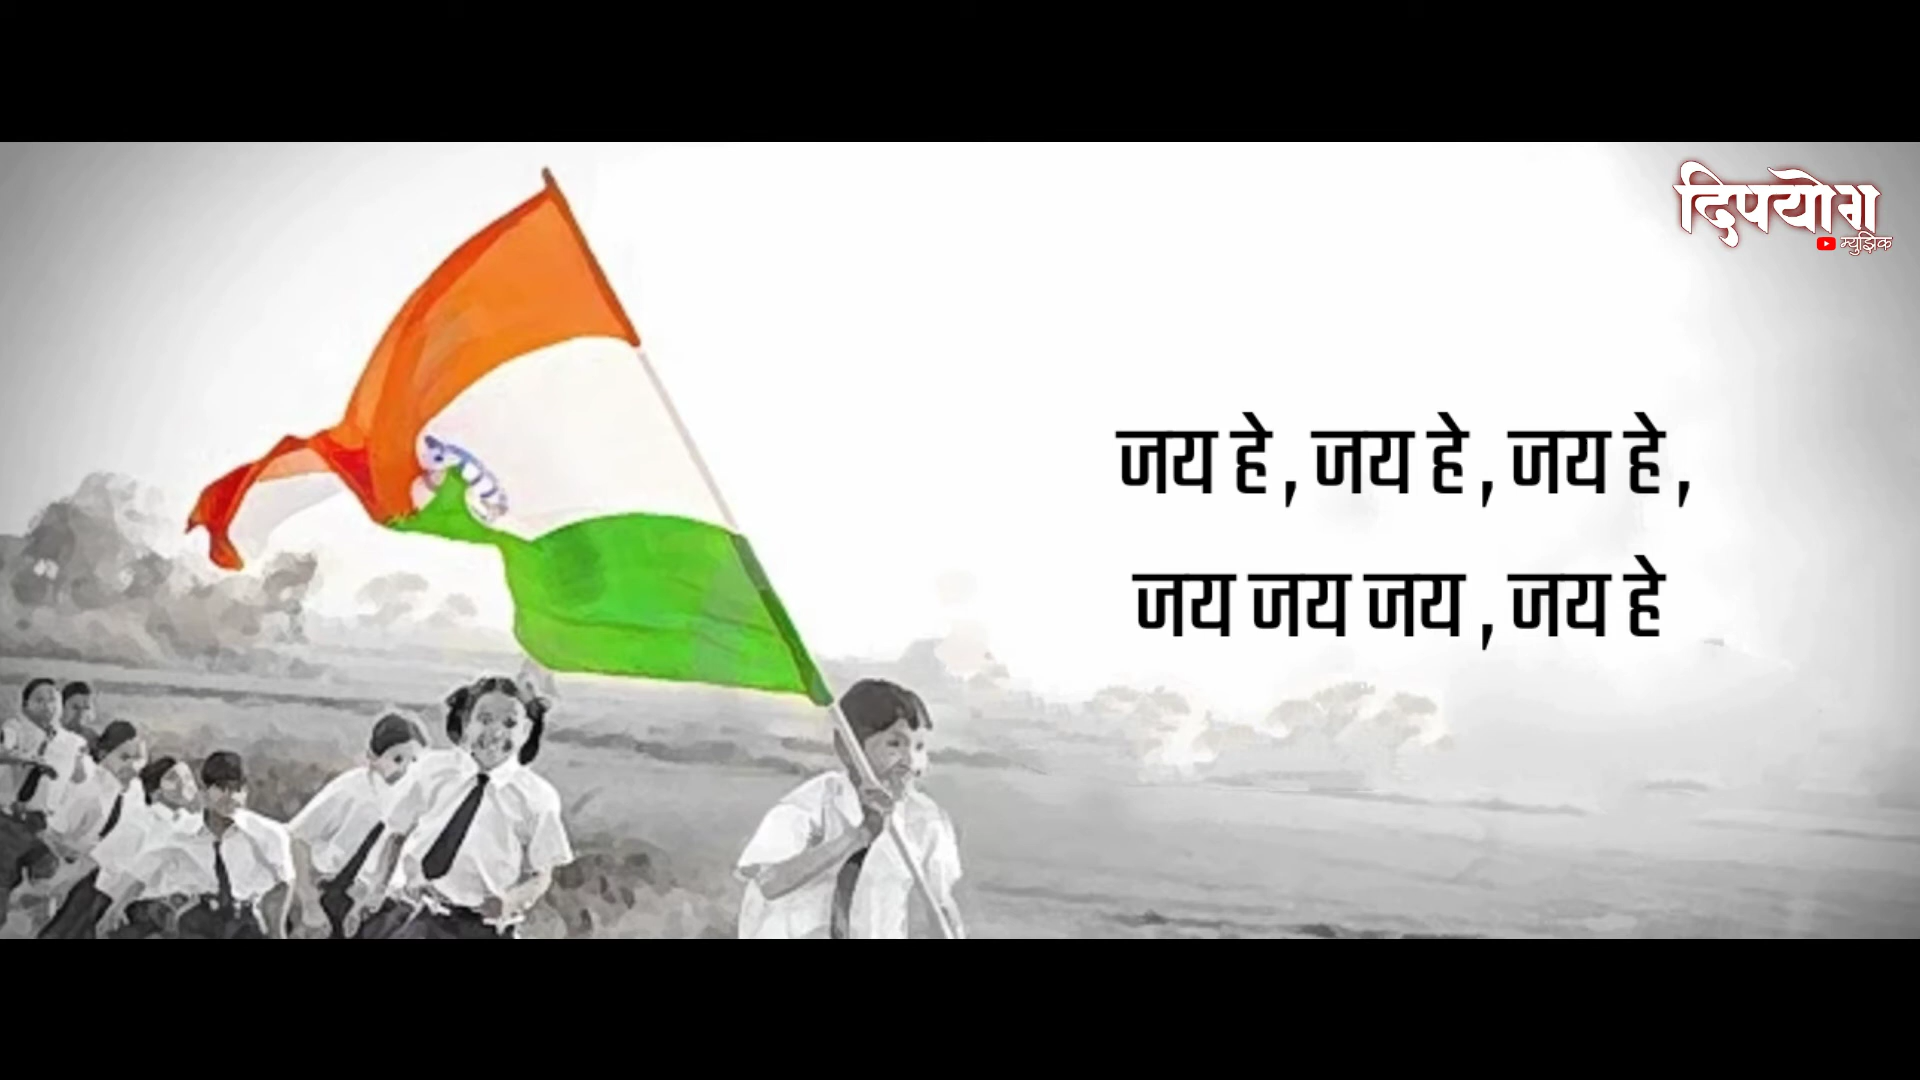 दिपयोग
म्युझिक
जय हे , जय हे , जय हे ,
जय जय जय , जय हे